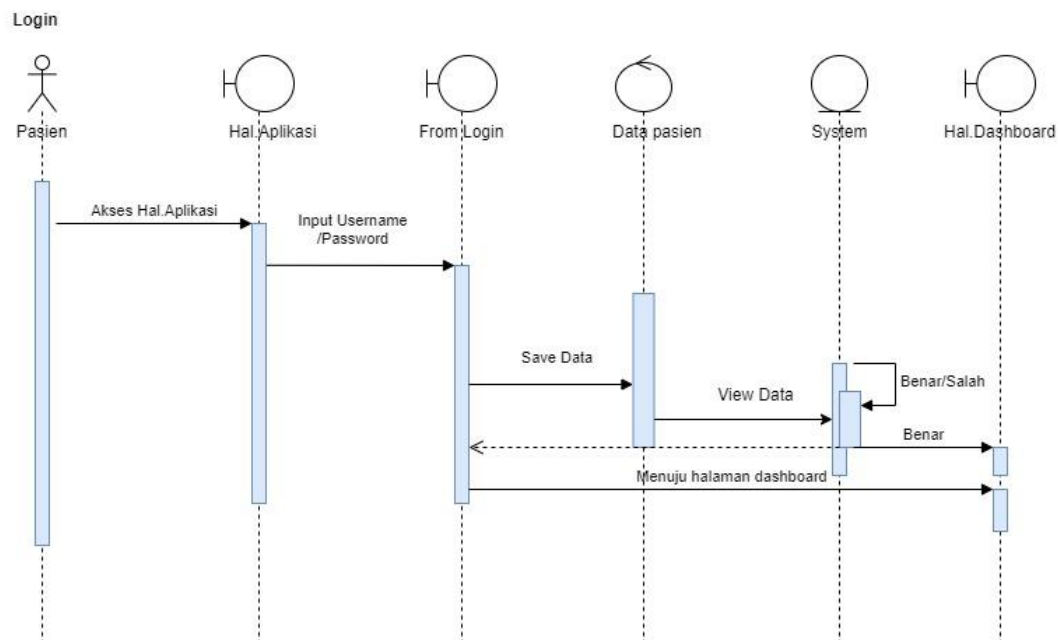 Login
Pasien
Hal.Aplikasi
From Login
Data pasien
System
Hal.Dashboard
Akses Hal.Aplikasi
Input Username
/Password
Save Data
Benar/Salah
View Data
Benar
Menuju halaman dashboard